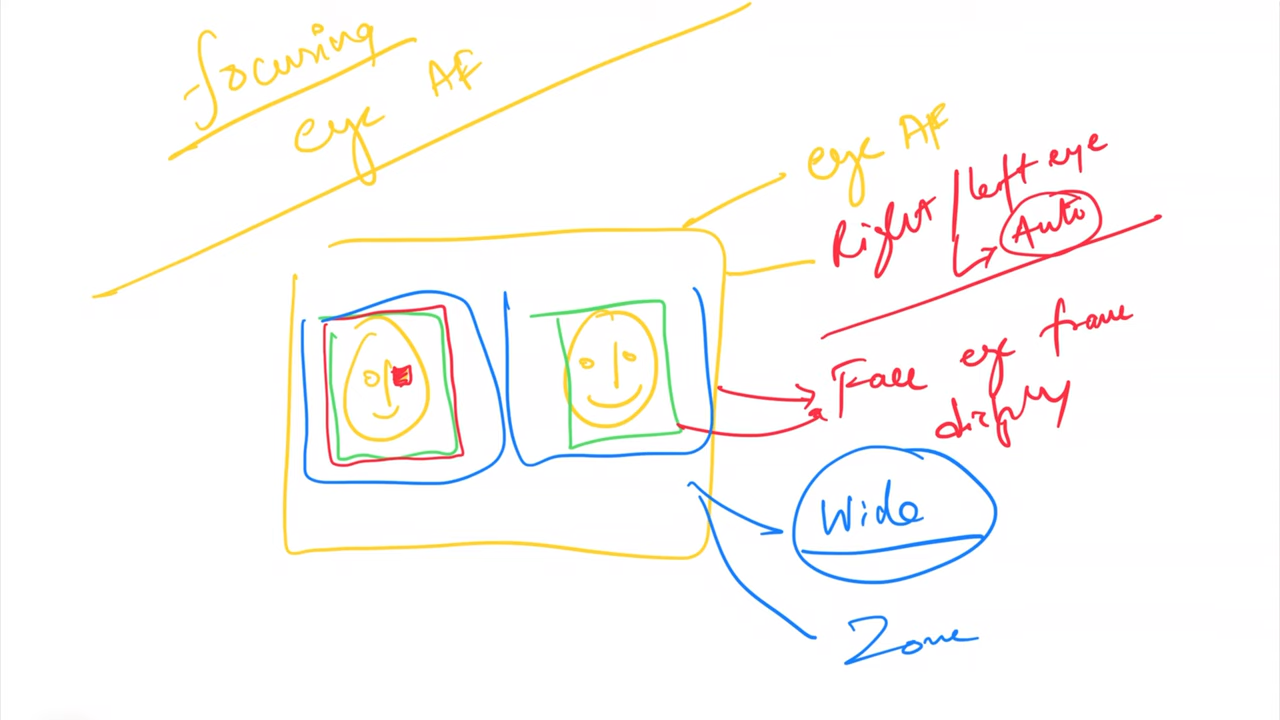 focusing
eye AF
eye AF
Right / left eye
Auto
Face eye frame
display
Wide
Zone